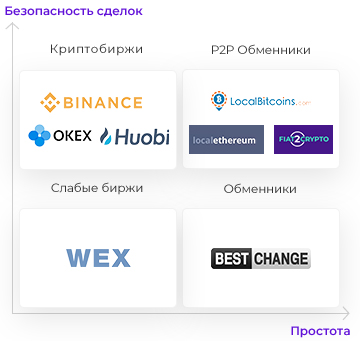 Безопасность сделок
Криптобиржи
P2P Обменники
BINANCE
OKEX
Huobi
LocalBitcoins.com
localethereum
FIAT2CRYPTO
Слабые биржи
Обменники
WEX
BEST CHANGE
Простота